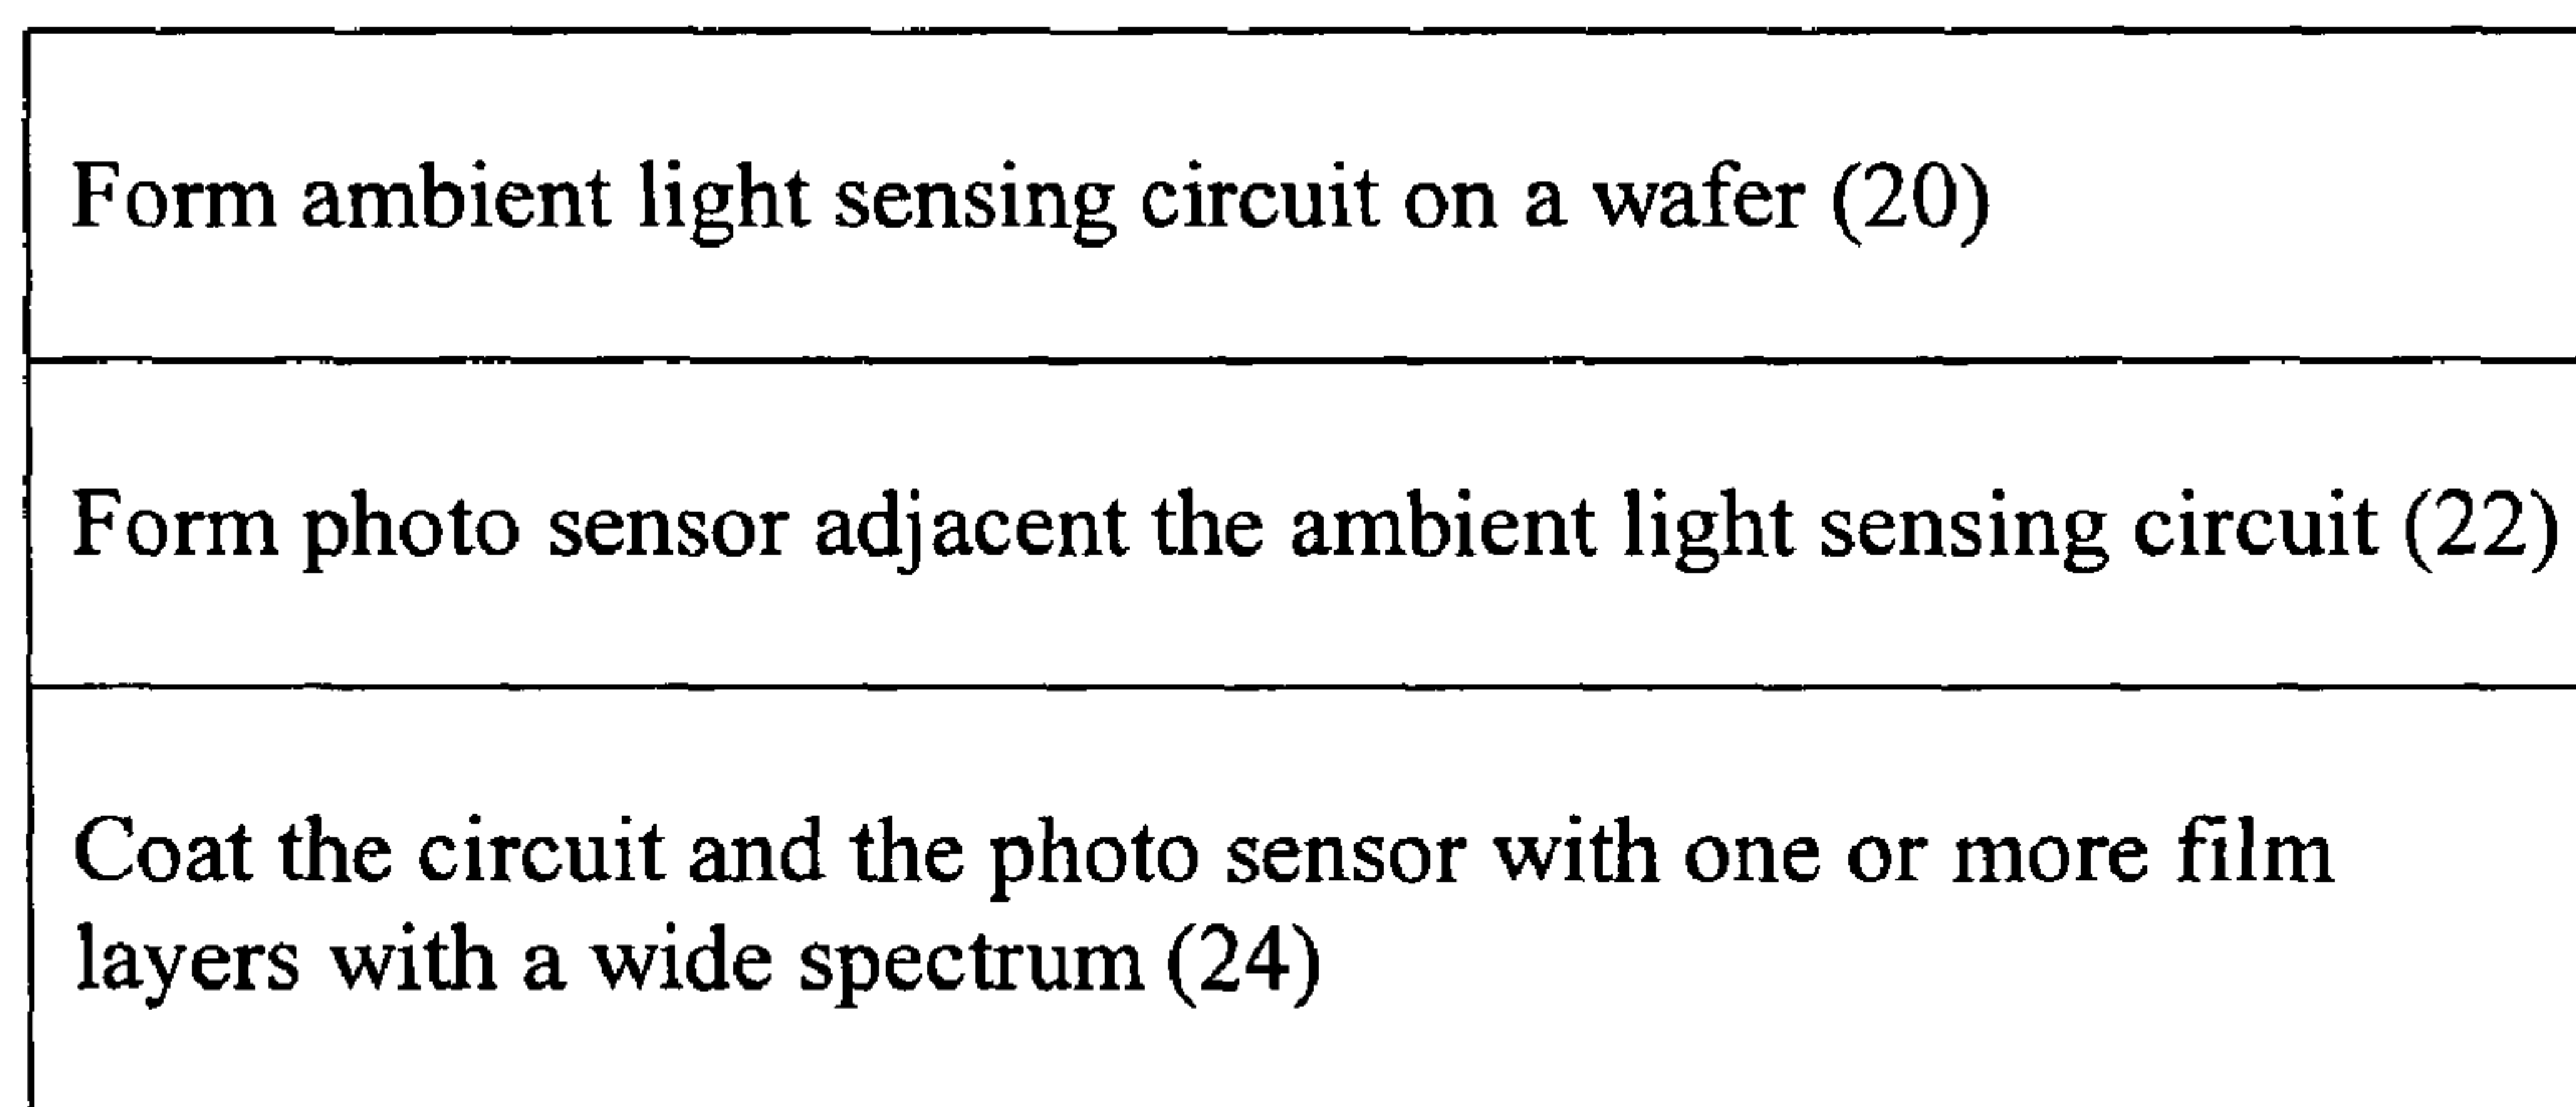 Form ambient light sensing circuit on a wafer (20)
Form photo sensor adjacent the ambient light sensing circuit (22)
Coat the circuit and the photo sensor with one or more film
layers with a wide spectrum (24)